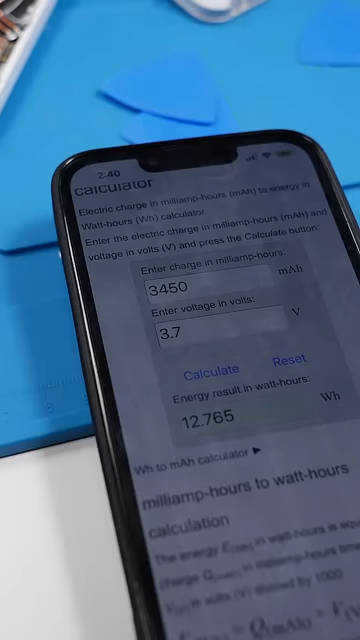 2:40
calculator
Electric charge in milliamp-hours (mAh) to energy in
Watt-hours (Wh) calculator.
Enter the electric charge in milliamp-hours (mAh) and
voltage in volts (V) and press the Calculate button:
Enter charge in milliamp-hours:
3450 mAh
Enter voltage in volts:
3.7 V
Calculate Reset
Energy result in watt-hours:
12.765 Wh
Wh to mAh calculator ►
milliamp-hours to watt-hours
calculation
The energy E(Wh) in watt-hours is equal
charge Q(mAh) in milliamp-hours times
V(V) in volts (V) divided by 1000